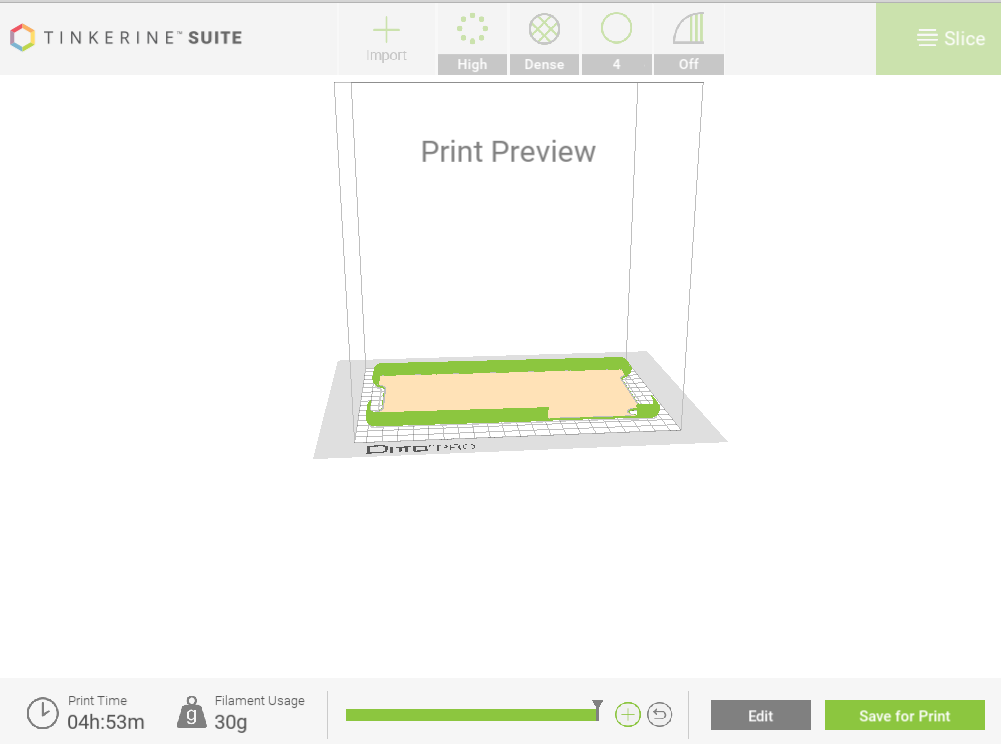 TINKERINE™ SUITE
Import
High
Dense
4
Off
Slice
Print Preview
DITTO™PRO
Print Time
04h:53m
g
Filament Usage
30g
Edit
Save for Print